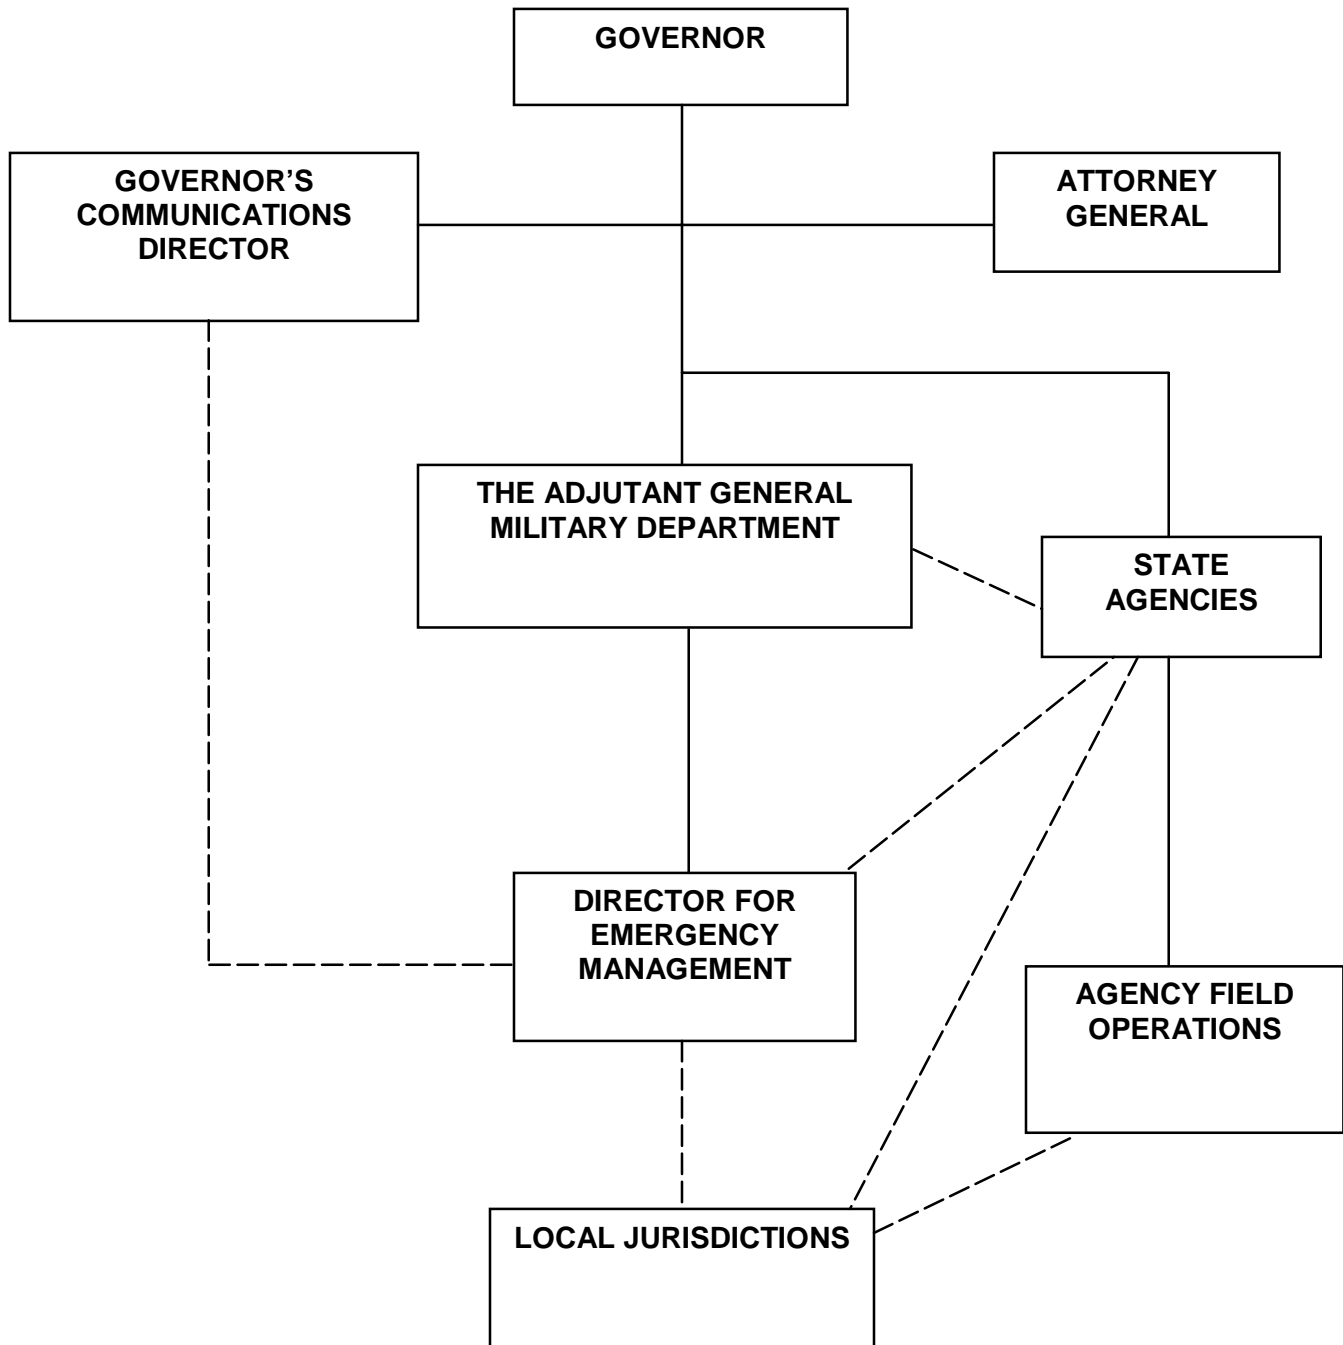 GOVERNOR
GOVERNOR’S
COMMUNICATIONS
DIRECTOR
ATTORNEY
GENERAL
THE ADJUTANT GENERAL
MILITARY DEPARTMENT
STATE
AGENCIES
DIRECTOR FOR
EMERGENCY
MANAGEMENT
AGENCY FIELD
OPERATIONS
LOCAL JURISDICTIONS